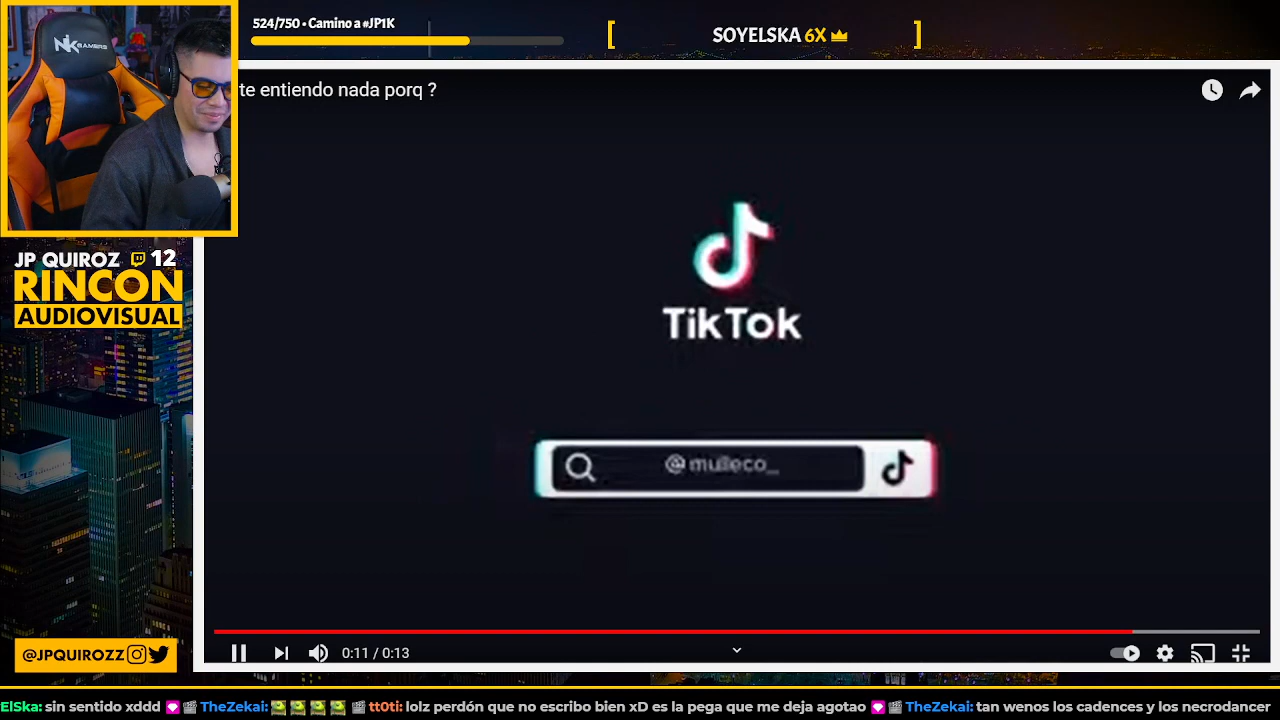 NK GAMERS
524/750 • Camino a #JP1K
SOYELSKA 6X
te entiendo nada porq ?
JP QUIROZ 12
RINCON
AUDIOVISUAL
TikTok
@mulleco_
@JPQUIROZZ
0:11 / 0:13
ElSka: sin sentido xddd TheZekai: tt0ti: lolz perdón que no escribo bien xD es la pega que me deja agotao TheZekai: tan wenos los cadences y los necrodancer